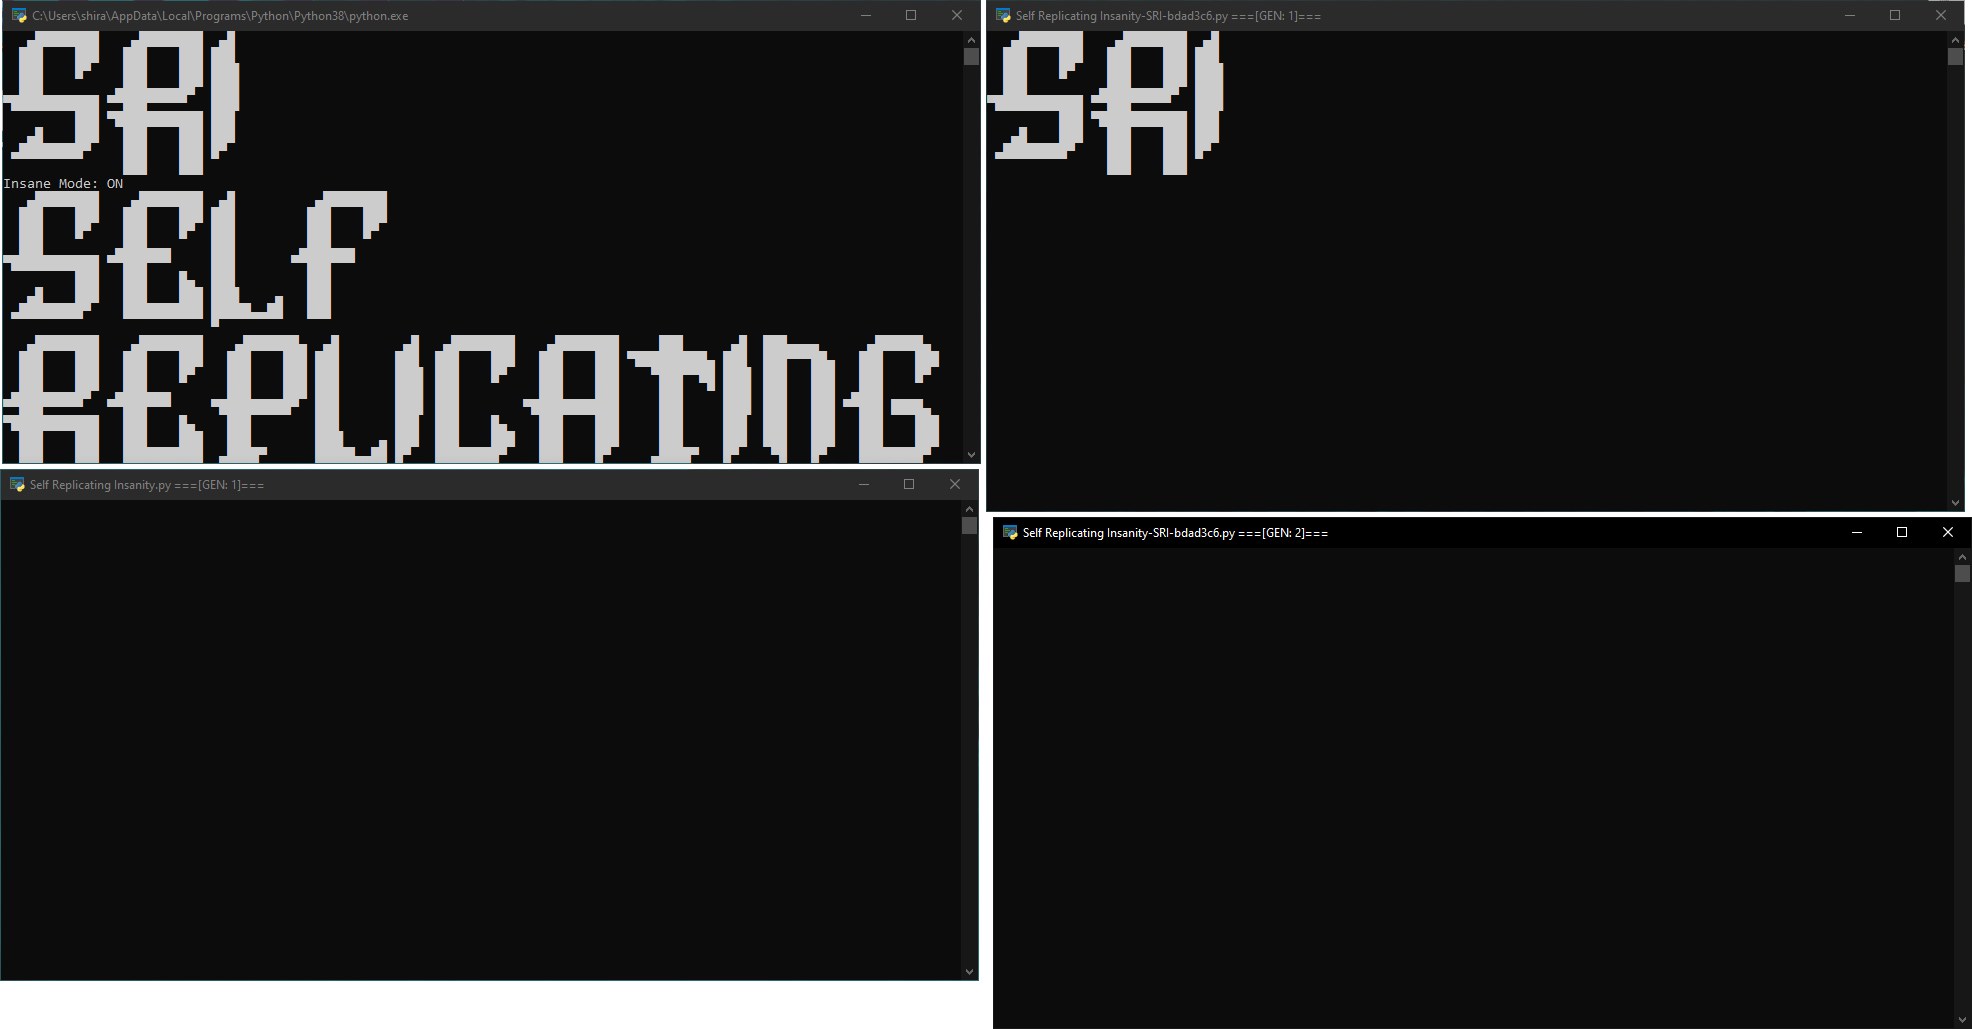 C:\Users\shira\AppData\Local\Programs\Python\Python38\python.exe
SRI
Insane Mode: ON
SELF
REPLICATING
Self Replicating Insanity-SRI-bdad3c6.py ===[GEN: 1]===
SRI
Self Replicating Insanity.py ===[GEN: 1]===
Self Replicating Insanity-SRI-bdad3c6.py ===[GEN: 2]===